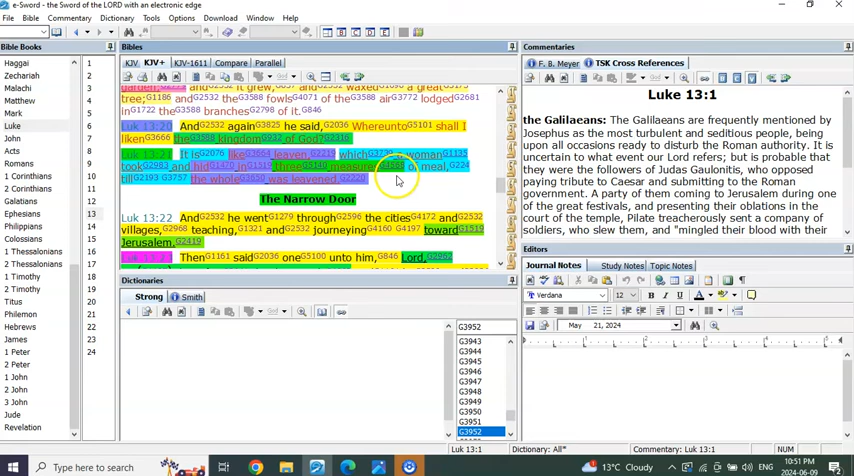 e-Sword - the Sword of the LORD with an electronic edge
File Bible Commentary Dictionary Tools Options Download Window Help
Bible Books
Haggai
Zechariah
Malachi
Matthew
Mark
Luke
John
Acts
Romans
1 Corinthians
2 Corinthians
Galatians
Ephesians
Philippians
Colossians
1 Thessalonians
2 Thessalonians
1 Timothy
2 Timothy
Titus
Philemon
Hebrews
James
1 Peter
2 Peter
1 John
2 John
3 John
Jude
Revelation
1
2
3
4
5
6
7
8
9
10
11
12
13
14
15
16
17
18
19
20
21
22
23
24
Bibles
KJV KJV+ KJV-1611 Compare Parallel
tree;G1186 and G2532 the G3588 fowls G4071 of the G3588 air G3772 lodged G2681
in G1722 the G3588 branches G2798 of it. G846
Luk 13:20 And G2532 again G3825 he said, G2036 Whereunto G5101 shall I
liken G3666 the G3588 kingdom G932 of God? G2316
Luk 13:21 It is G2076 like G3664 leaven, G2219 which G3739 a woman G1135
took G2983 and hid G1470 in G1519 three G5140 measures G4568 of meal, G224
till G2193 G3757 the whole G3650 was leavened. G2220
The Narrow Door
Luk 13:22 And G2532 he went G1279 through G2596 the cities G4172 and G2532
villages, G2968 teaching, G1321 and G2532 journeying G4160 G4197 toward G1519
Jerusalem. G2419
Then G1161 said G2036 one G5100 unto him, G846 Lord, G2962
Dictionaries
Strong Smith
G3952
G3943
G3944
G3945
G3946
G3947
G3948
G3949
G3950
G3951
G3952
Commentaries
F. B. Meyer TSK Cross References
Luke 13:1
the Galilaeans: The Galilaeans are frequently mentioned by
Josephus as the most turbulent and seditious people, being
upon all occasions ready to disturb the Roman authority. It is
uncertain to what event our Lord refers; but is probable that
they were the followers of Judas Gaulonitis, who opposed
paying tribute to Caesar and submitting to the Roman
government. A party of them coming to Jerusalem during one
of the great festivals, and presenting their oblations in the
court of the temple, Pilate treacherously sent a company of
soldiers, who slew them, and "mingled their blood with their
Editors
Journal Notes Study Notes Topic Notes
Verdana 12 B I U A
May 21, 2024
Luk 13:1 Dictionary: All* Commentary: Luk 13:1 NUM
Type here to search
13°C Cloudy ENG 10:51 PM
2024-06-09